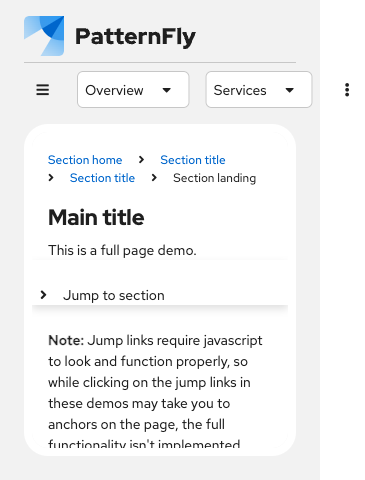 PatternFly
Overview Services
Section home Section title
Section title Section landing
Main title
This is a full page demo.
Jump to section
Note: Jump links require javascript
to look and function properly, so
while clicking on the jump links in
these demos may take you to
anchors on the page, the full
functionality isn't implemented